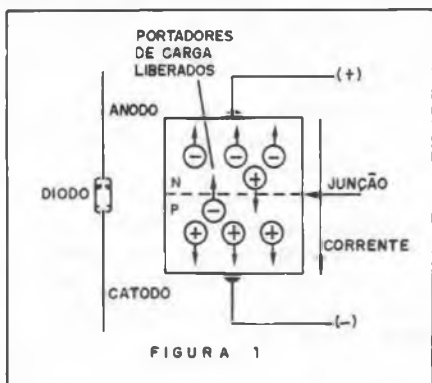 PORTADORES
DE CARGA
LIBERADOS
(+)
ANODO
DIODO
N
P
JUNÇÃO
CORRENTE
CATODO
(-)
FIGURA 1